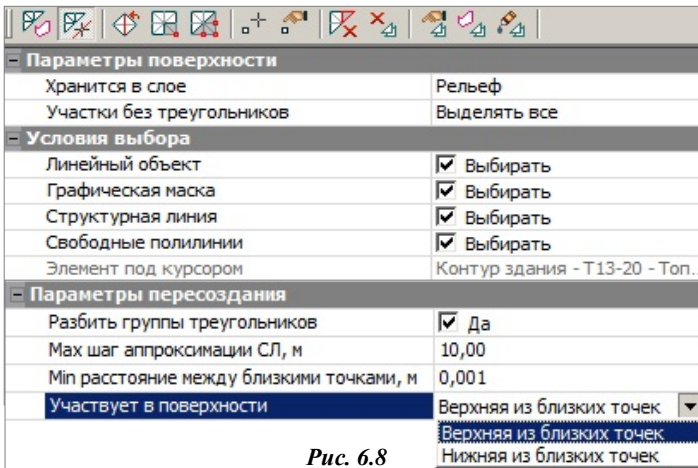 Параметры поверхности
Хранится в слое Рельеф
Участки без треугольников Выделять все
Условия выбора
Линейный объект Выбирать
Графическая маска Выбирать
Структурная линия Выбирать
Свободные полилинии Выбирать
Элемент под курсором Контур здания - Т13-20 - Топ...
Параметры пересоздания
Разбить группы треугольников Да
Мах шаг аппроксимации СЛ, м 10,00
Min расстояние между близкими точками, м 0,001
Участвует в поверхности Верхняя из близких точек
Верхняя из близких точек
Нижняя из близких точек
Рис. 6.8